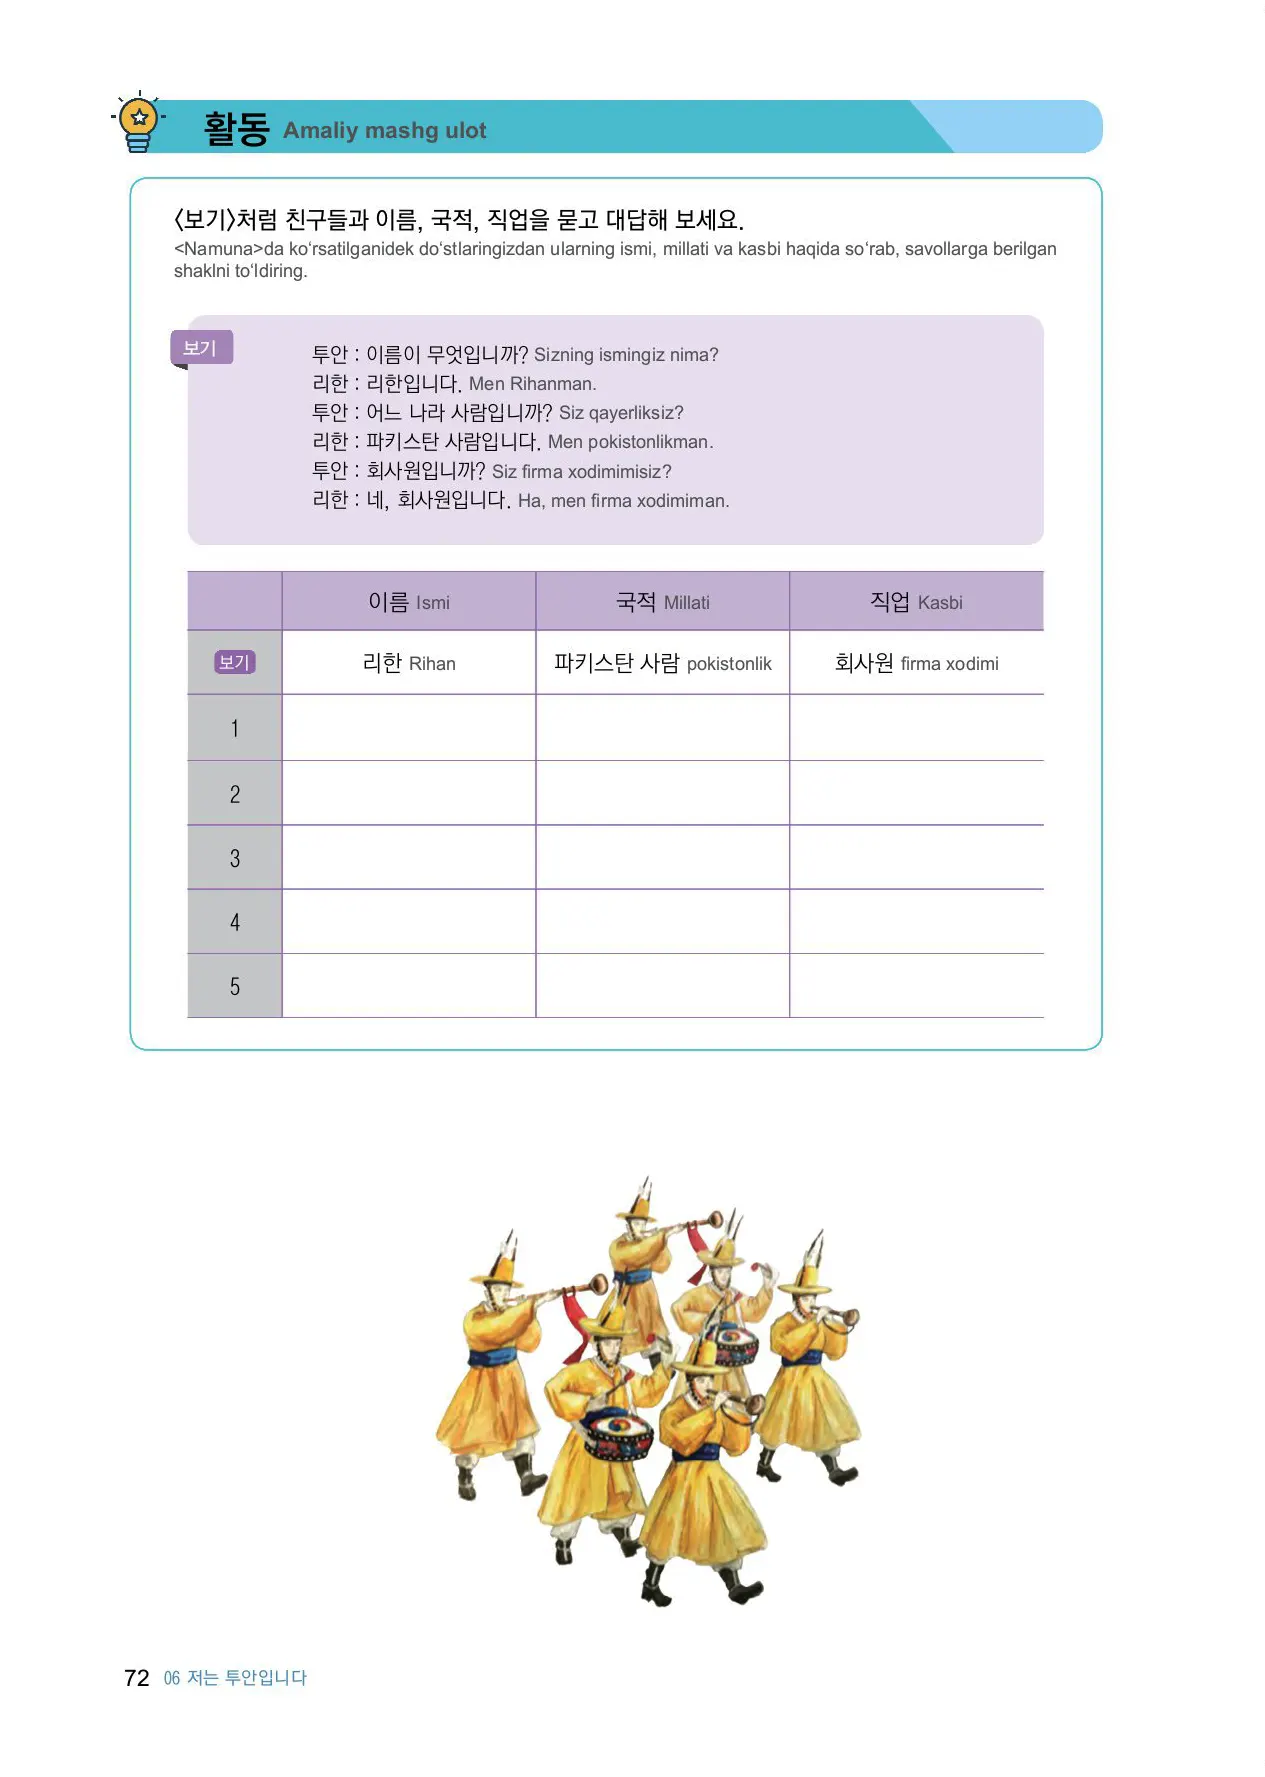 활동 Amaliy mashg ulot
〈보기〉처럼 친구들과 이름, 국적, 직업을 묻고 대답해 보세요.
<Namuna>da ko‘rsatilganidek do‘stlaringizdan ularning ismi, millati va kasbi haqida so‘rab, savollarga berilgan
shaklni to‘ldiring.
보기
투안 : 이름이 무엇입니까? Sizning ismingiz nima?
리한 : 리한입니다. Men Rihanman.
투안 : 어느 나라 사람입니까? Siz qayerliksiz?
리한 : 파키스탄 사람입니다. Men pokistonlikman.
투안 : 회사원입니까? Siz firma xodimimisiz?
리한 : 네, 회사원입니다. Ha, men firma xodimiman.
이름 Ismi 국적 Millati 직업 Kasbi
보기 리한 Rihan 파키스탄 사람 pokistonlik 회사원 firma xodimi
1
2
3
4
5
72 06 저는 투안입니다